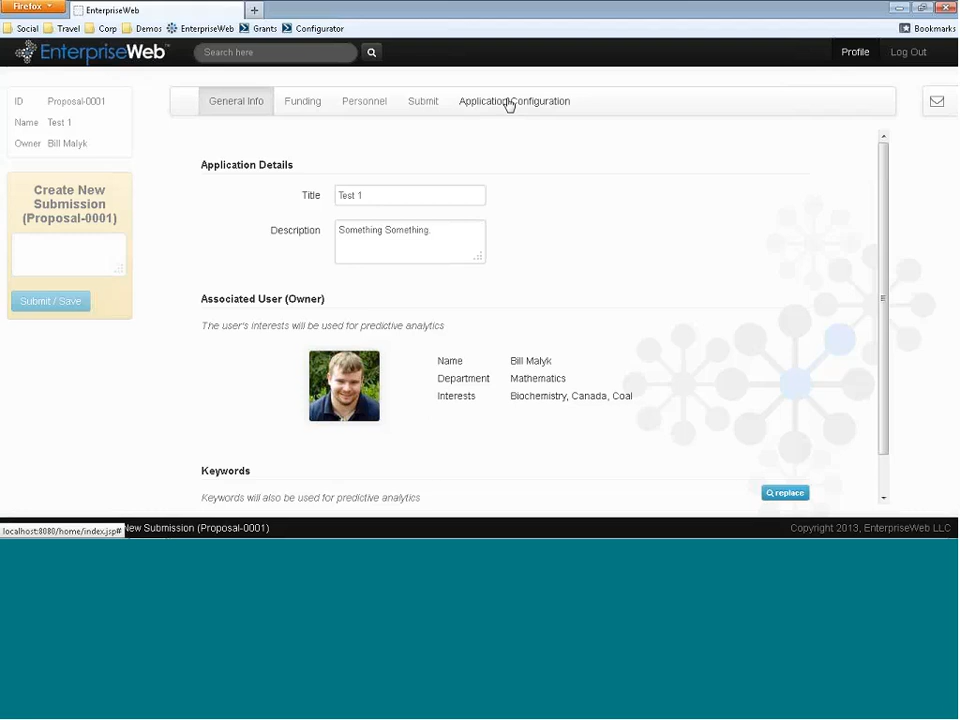 Firefox
EnterpriseWeb
Social Travel Corp Demos EnterpriseWeb Grants Configurator
Bookmarks
EnterpriseWeb™
Search here
Profile Log Out
ID Proposal-0001
Name Test 1
Owner Bill Malyk
General Info Funding Personnel Submit Application Configuration
Create New
Submission
(Proposal-0001)
Submit / Save
Application Details
Title Test 1
Description Something Something.
Associated User (Owner)
The user's interests will be used for predictive analytics
Name Bill Malyk
Department Mathematics
Interests Biochemistry, Canada, Coal
Keywords
Keywords will also be used for predictive analytics
replace
localhost:8080/home/index.jsp# New Submission (Proposal-0001)
Copyright 2013, EnterpriseWeb LLC